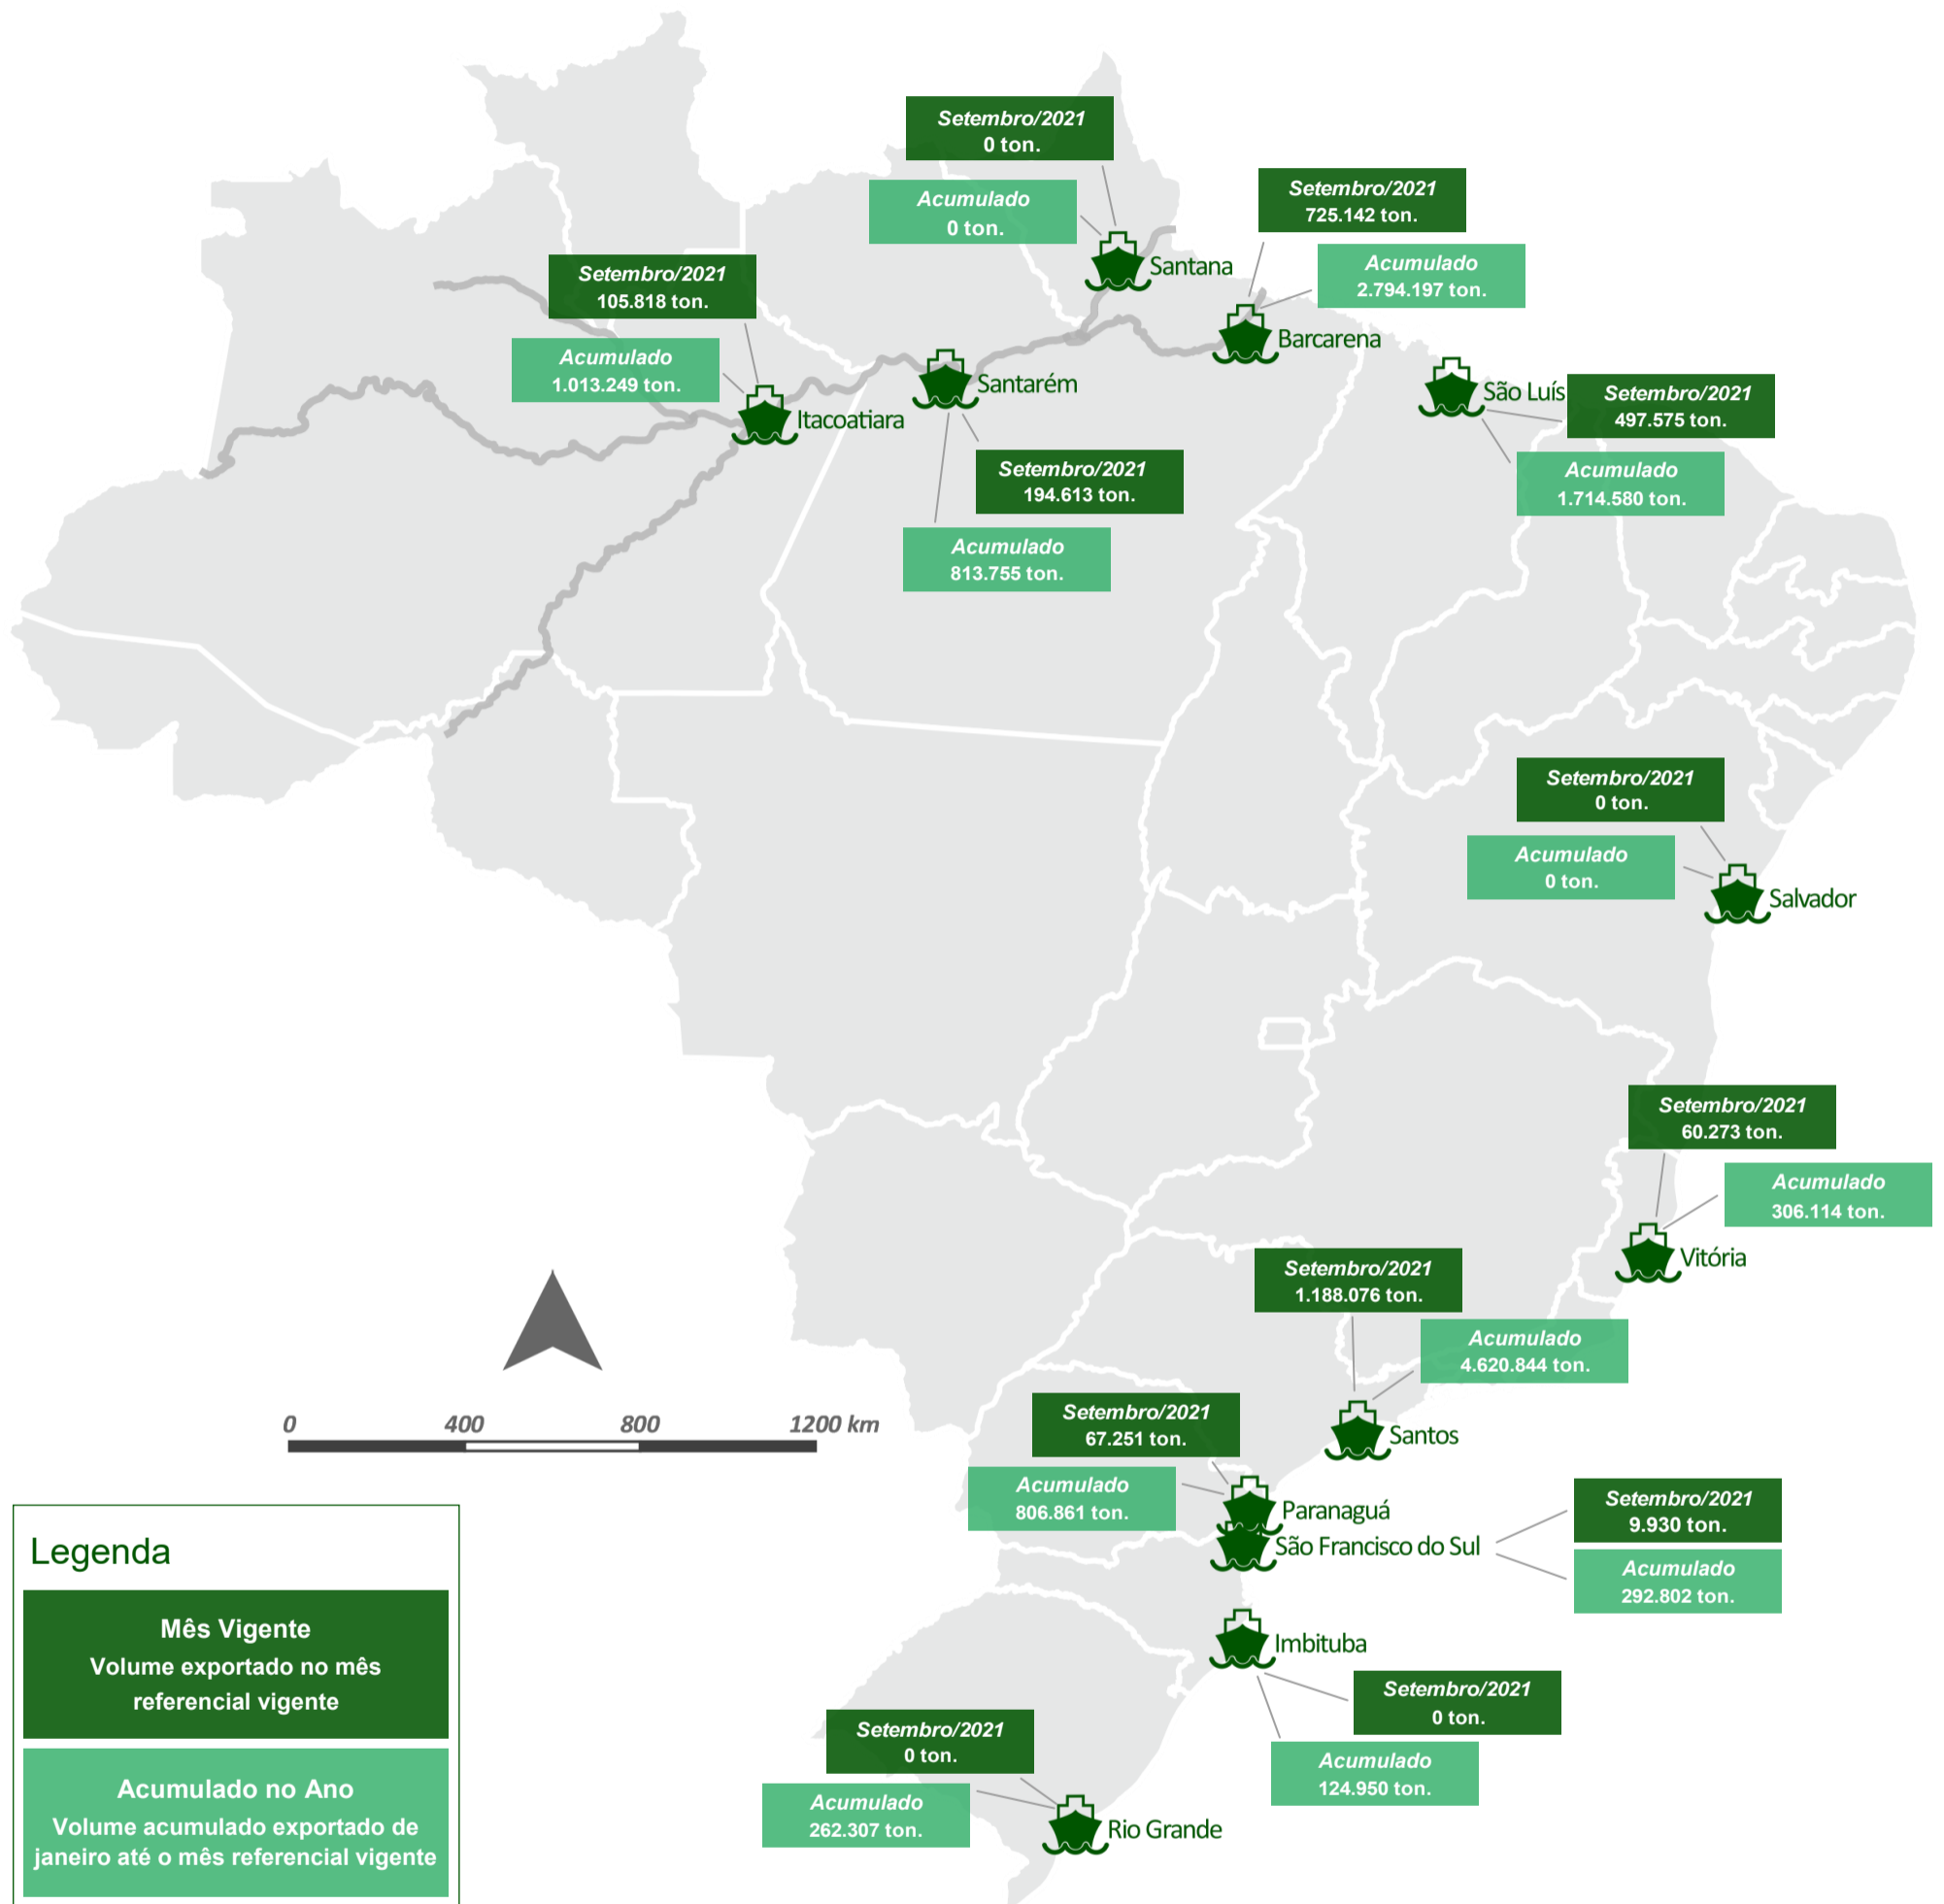 Setembro/2021
0 ton.
Acumulado
0 ton.
Santana
Setembro/2021
725.142 ton.
Acumulado
2.794.197 ton.
Barcarena
Setembro/2021
105.818 ton.
Acumulado
1.013.249 ton.
Itacoatiara
Santarém
Setembro/2021
194.613 ton.
Acumulado
813.755 ton.
São Luís
Setembro/2021
497.575 ton.
Acumulado
1.714.580 ton.
Setembro/2021
0 ton.
Acumulado
0 ton.
Salvador
Setembro/2021
60.273 ton.
Acumulado
306.114 ton.
Vitória
Setembro/2021
1.188.076 ton.
Acumulado
4.620.844 ton.
Santos
Setembro/2021
67.251 ton.
Acumulado
806.861 ton.
Paranaguá
São Francisco do Sul
Setembro/2021
9.930 ton.
Acumulado
292.802 ton.
Imbituba
Setembro/2021
0 ton.
Acumulado
124.950 ton.
Setembro/2021
0 ton.
Acumulado
262.307 ton.
Rio Grande
0 400 800 1200 km
Legenda
Mês Vigente
Volume exportado no mês
referencial vigente
Acumulado no Ano
Volume acumulado exportado de
janeiro até o mês referencial vigente